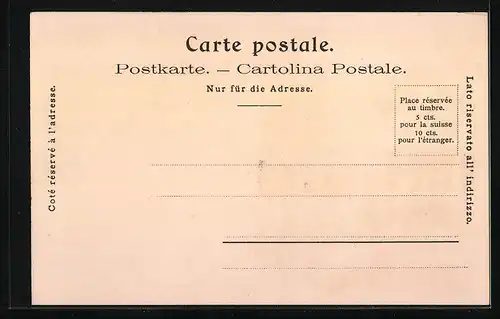 Carte postale.
Postkarte. – Cartolina Postale.
Nur für die Adresse.
Coté réservé à l'adresse.
Place réservée
au timbre.
5 cts.
pour la suisse
10 cts.
pour l'étranger.
Lato riservato all' indirizzo.